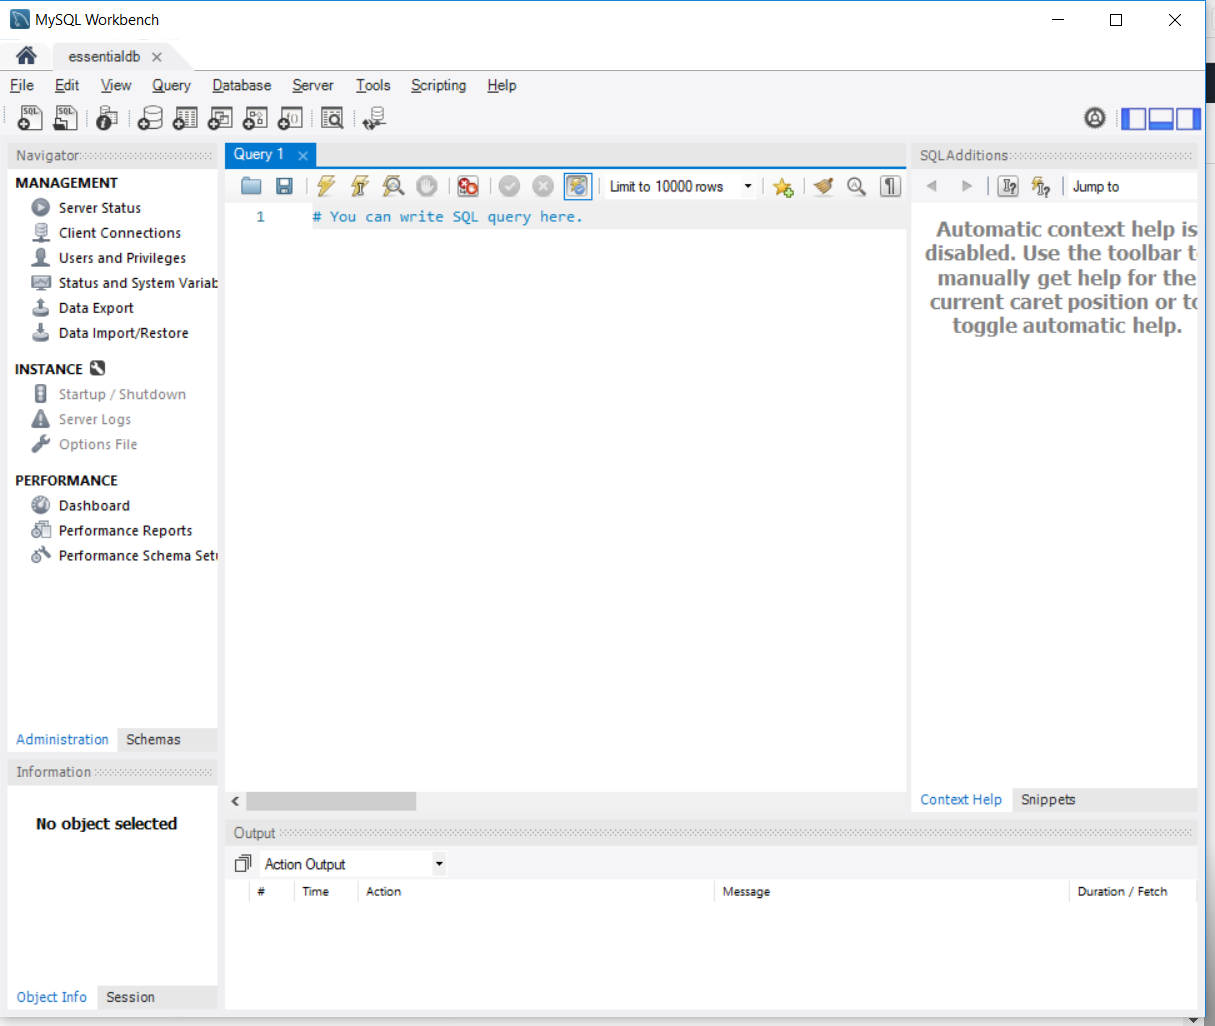 MySQL Workbench
essentialdb
File Edit View Query Database Server Tools Scripting Help
SQL SQL
Navigator
MANAGEMENT
Server Status
Client Connections
Users and Privileges
Status and System Variab
Data Export
Data Import/Restore
INSTANCE
Startup / Shutdown
Server Logs
Options File
PERFORMANCE
Dashboard
Performance Reports
Performance Schema Setu
Administration Schemas
Information
No object selected
Object Info Session
Query 1
Limit to 10000 rows
1 # You can write SQL query here.
SQLAdditions
Jump to
Automatic context help is
disabled. Use the toolbar t
manually get help for the
current caret position or to
toggle automatic help.
Context Help Snippets
Output
Action Output
# Time Action Message Duration / Fetch